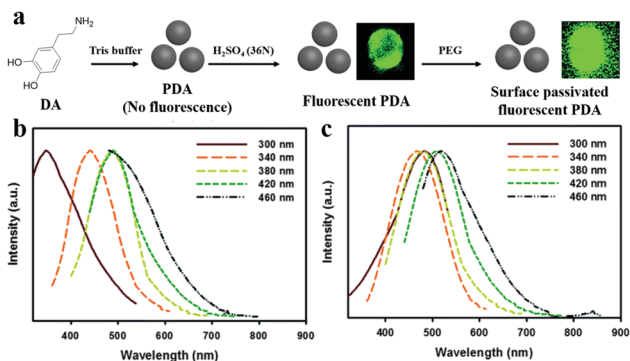 a
NH₂
HO
HO
DA
Tris buffer
PDA
(No fluorescence)
H₂SO₄ (36N)
Fluorescent PDA
PEG
Surface passivated
fluorescent PDA
b
Intensity (a.u.)
300 nm
340 nm
380 nm
420 nm
460 nm
400 500 600 700 800 900
Wavelength (nm)
c
Intensity (a.u.)
300 nm
340 nm
380 nm
420 nm
460 nm
400 500 600 700 800 900
Wavelength (nm)